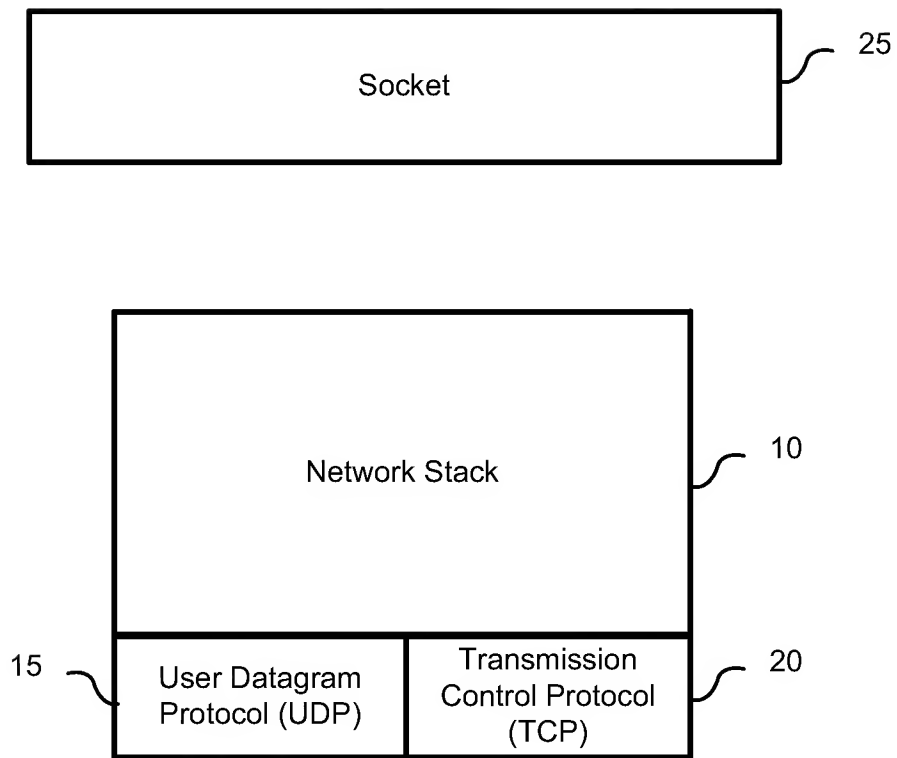 Socket
25
Network Stack
10
15
User Datagram
Protocol (UDP)
Transmission
Control Protocol
(TCP)
20